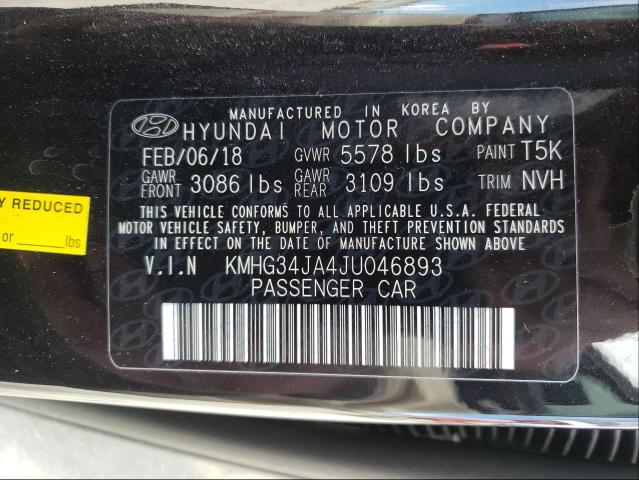 MANUFACTURED IN KOREA BY
HYUNDAI MOTOR COMPANY
FEB/06/18 GVWR 5578 lbs PAINT T5K
GAWR FRONT 3086 lbs GAWR REAR 3109 lbs TRIM NVH
THIS VEHICLE CONFORMS TO ALL APPLICABLE U.S.A. FEDERAL
MOTOR VEHICLE SAFETY, BUMPER, AND THEFT PREVENTION STANDARDS
IN EFFECT ON THE DATE OF MANUFACTURE SHOWN ABOVE
V.I.N KMHG34JA4JU046893
PASSENGER CAR
Y REDUCED
or ______lbs